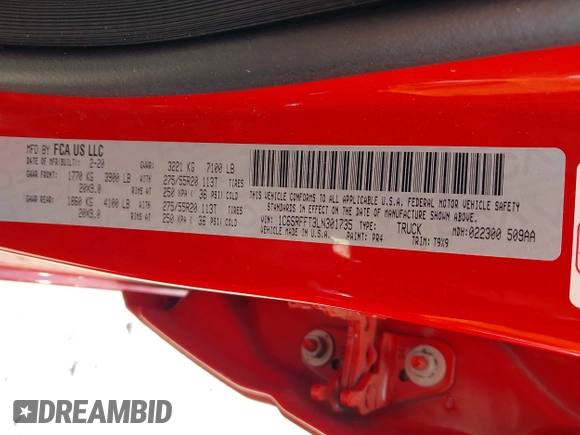 MFD BY FCA US LLC
DATE OF MFR(BUILT): 2-20 GVWR: 3221 KG 7100 LB
GAWR FRONT: 1770 KG 3900 LB WITH 275/55R20 113T TIRES
20X9.0 RIMS AT 250 KPA( 36 PSI) COLD
GAWR REAR: 1860 KG 4100 LB WITH 275/55R20 113T TIRES
20X9.0 RIMS AT 250 KPA( 36 PSI) COLD
THIS VEHICLE CONFORMS TO ALL APPLICABLE U.S.A. FEDERAL MOTOR VEHICLE SAFETY
STANDARDS IN EFFECT ON THE DATE OF MANUFACTURE SHOWN ABOVE.
VIN: 1C6SRFFT3LN301735 TYPE: TRUCK MDH:022300 509AA
VEHICLE MADE IN U.S.A. PAINT: PR4 TRIM: T9X9
DREAMBID